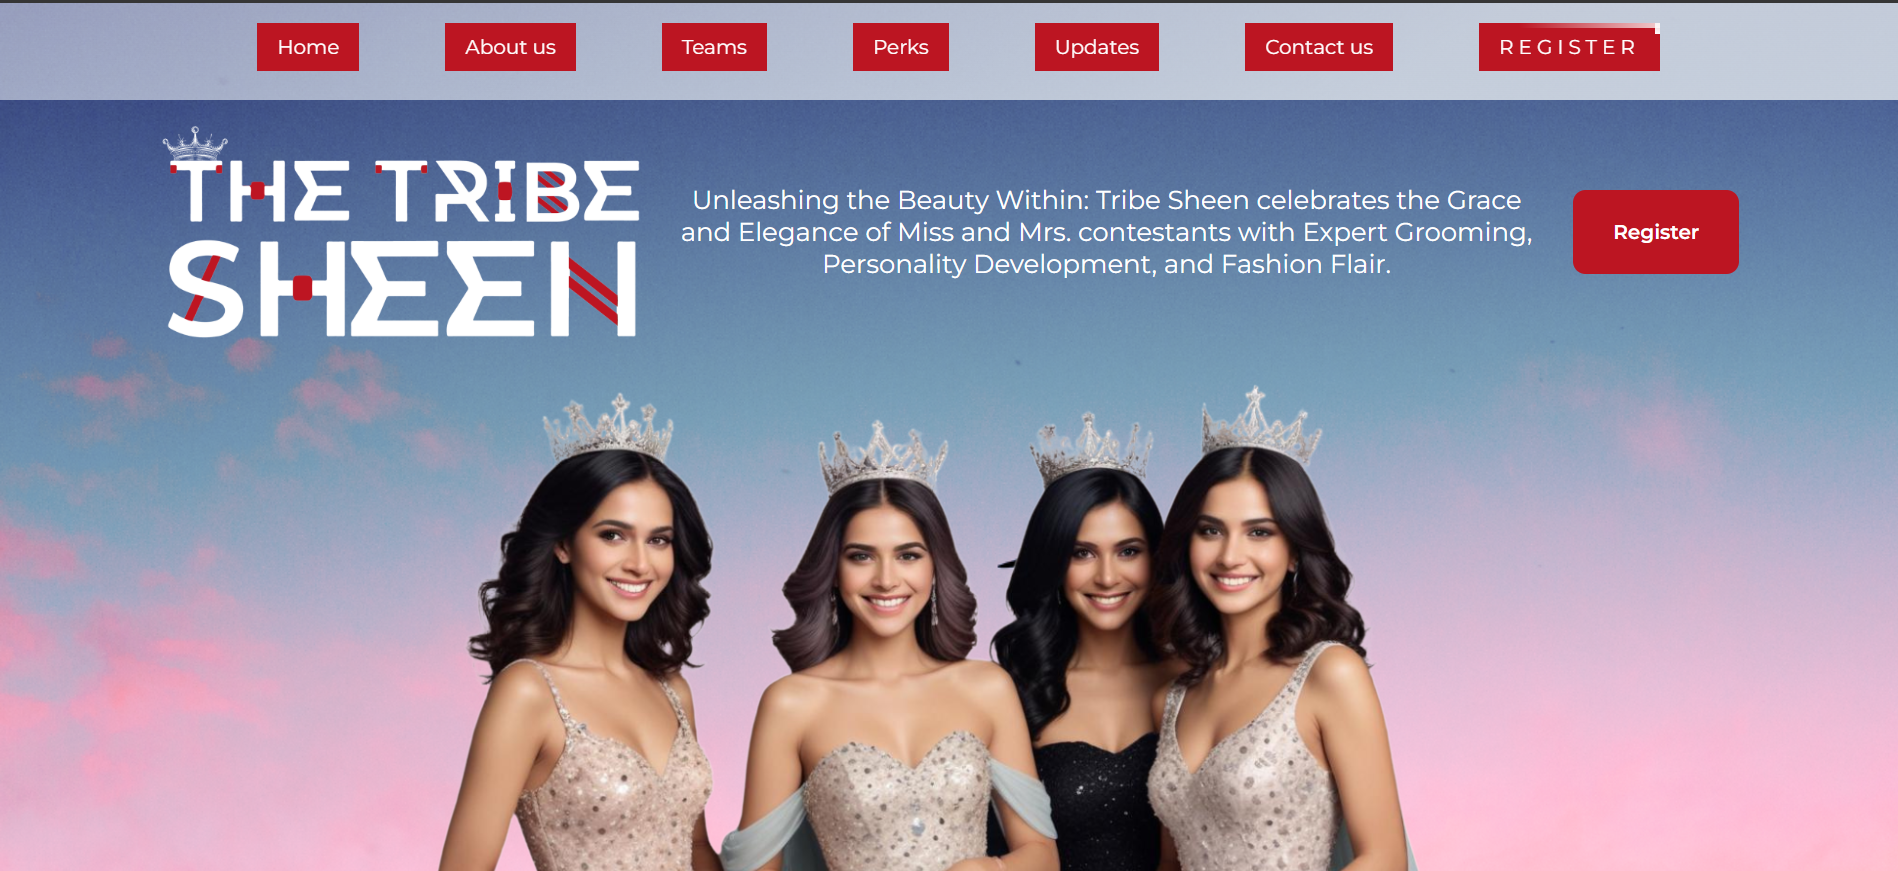 Home
About us
Teams
Perks
Updates
Contact us
REGISTER
THE TRIBE
SHEEN
Unleashing the Beauty Within: Tribe Sheen celebrates the Grace
and Elegance of Miss and Mrs. contestants with Expert Grooming,
Personality Development, and Fashion Flair.
Register